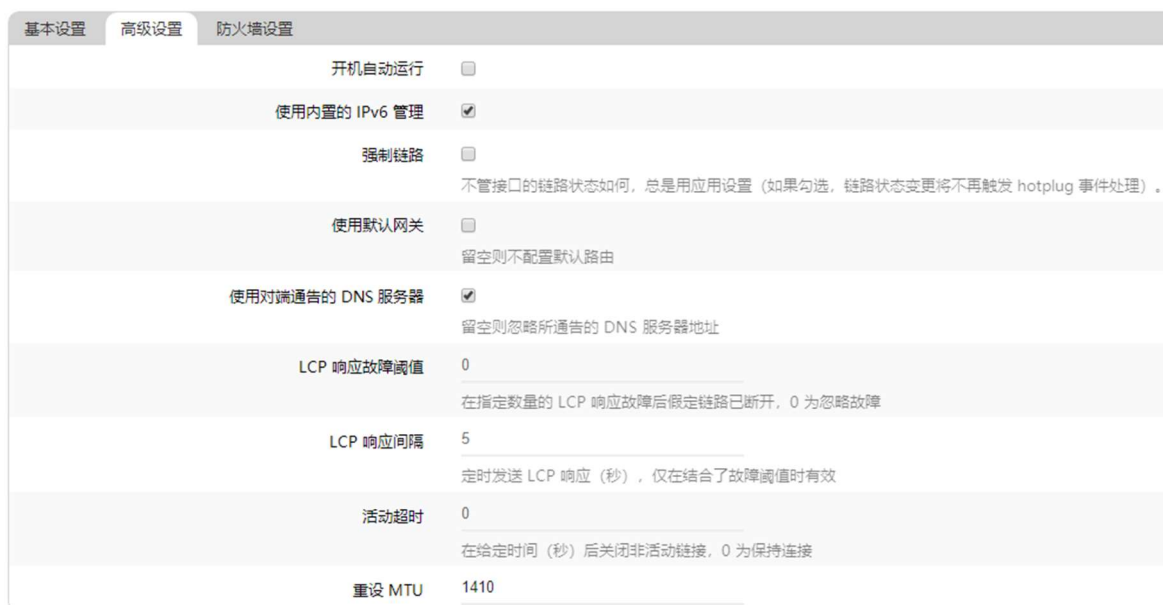 基本设置 高级设置 防火墙设置
开机自动运行
使用内置的 IPv6 管理
强制链路
不管接口的链路状态如何，总是用应用设置（如果勾选，链路状态变更将不再触发 hotplug 事件处理）。
使用默认网关
留空则不配置默认路由
使用对端通告的 DNS 服务器
留空则忽略所通告的 DNS 服务器地址
LCP 响应故障阈值 0
在指定数量的 LCP 响应故障后假定链路已断开，0 为忽略故障
LCP 响应间隔 5
定时发送 LCP 响应（秒），仅在结合了故障阈值时有效
活动超时 0
在给定时间（秒）后关闭非活动链接，0 为保持连接
重设 MTU 1410